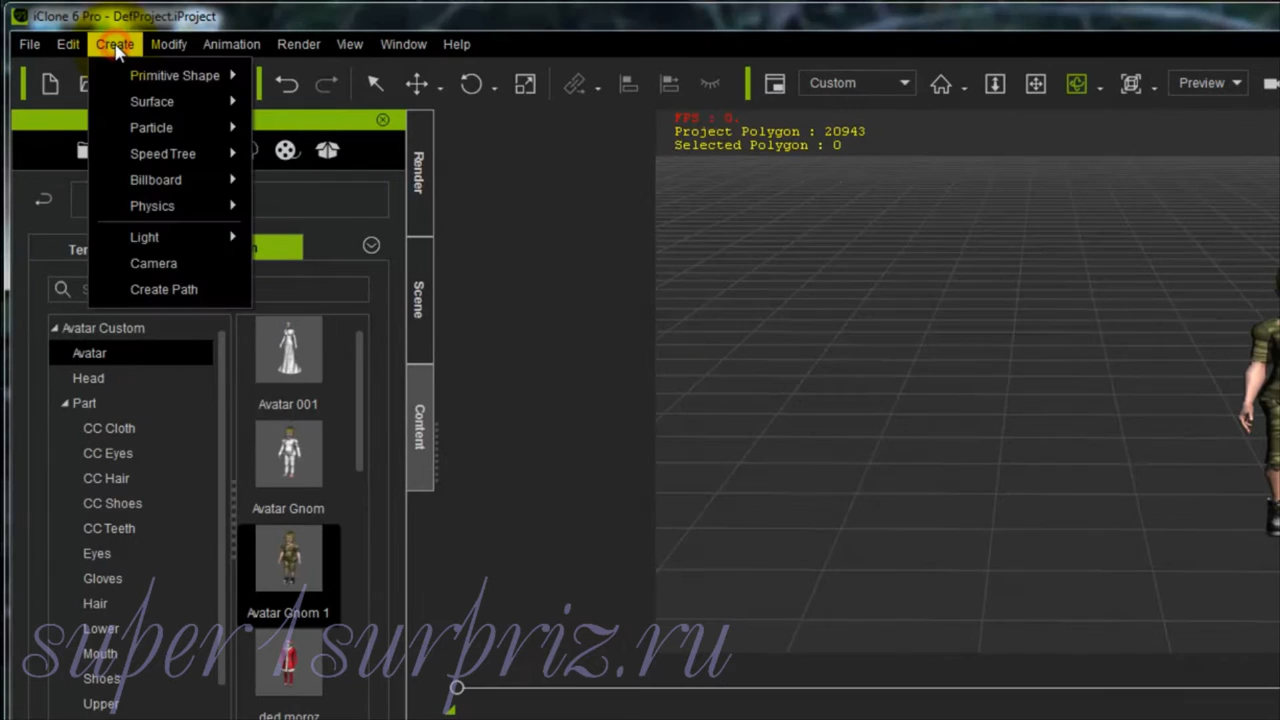 iClone 6 Pro - DefProject.iProject
File Edit Create Modify Animation Render View Window Help
Custom Preview
Primitive Shape
Surface
Particle
SpeedTree
Billboard
Physics
Light
Camera
Create Path
FPS : 0.
Project Polygon : 20943
Selected Polygon : 0
Render
Scene
Content
Avatar Custom
Avatar
Head
Part
CC Cloth
CC Eyes
CC Hair
CC Shoes
CC Teeth
Eyes
Gloves
Hair
Lower
Mouth
Shoes
Upper
Avatar 001
Avatar Gnom
Avatar Gnom 1
ded moroz
super1surpriz.ru